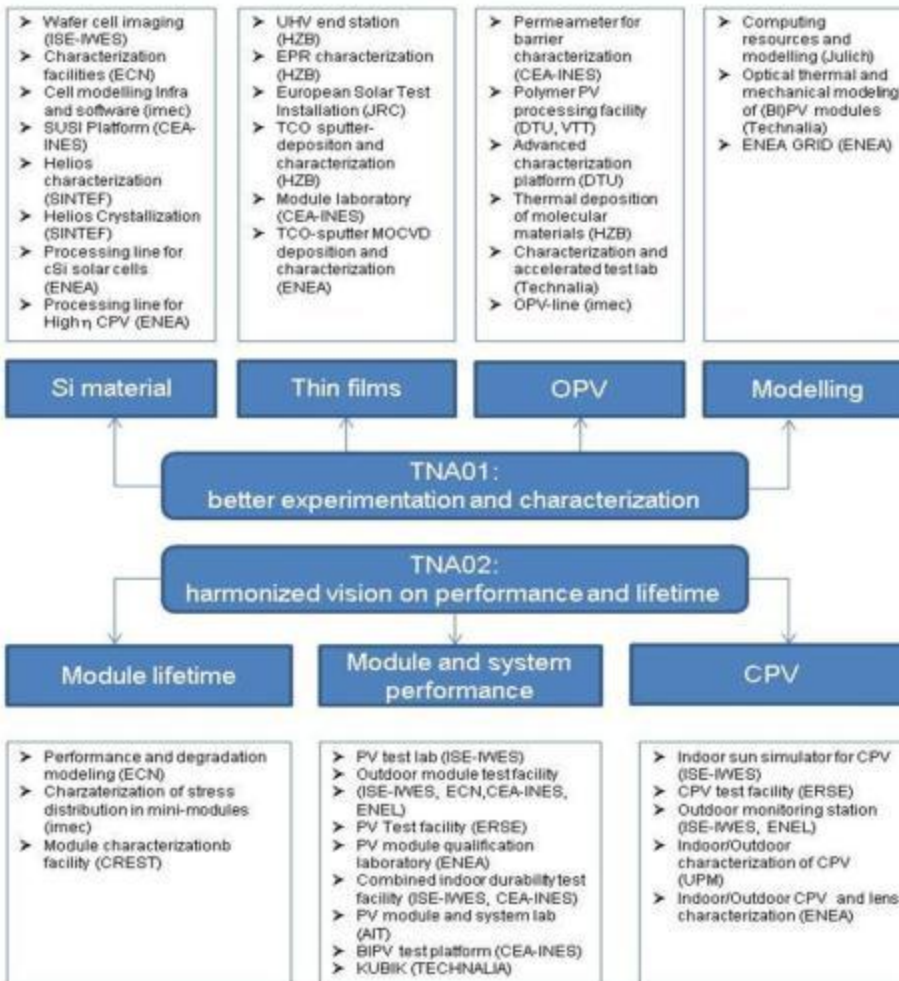 ➤ Wafer cell imaging
(ISE-IWES)
➤ Characterization
facilities (ECN)
➤ Cell modelling Infra
and software (imec)
➤ SUSI Platform (CEA-
INES)
➤ Helios
characterization
(SINTEF)
➤ Helios Crystallization
(SINTEF)
➤ Processing line for
cSi solar cells
(ENEA)
➤ Processing line for
High η CPV (ENEA)
➤ UHV end station
(HZB)
➤ EPR characterization
(HZB)
➤ European Solar Test
Installation (JRC)
➤ TCO sputter-
depositon and
characterization
(HZB)
➤ Module laboratory
(CEA-INES)
➤ TCO-sputter MOCVD
deposition and
characterization
(ENEA)
➤ Permeameter for
barrier
characterization
(CEA-INES)
➤ Polymer PV
processing facility
(DTU, VTT)
➤ Advanced
characterization
platform (DTU)
➤ Thermal deposition
of molecular
materials (HZB)
➤ Characterization and
accelerated test lab
(Technalia)
➤ OPV-line (imec)
➤ Computing
resources and
modelling (Julich)
➤ Optical thermal and
mechanical modeling
of (BI)PV modules
(Technalia)
➤ ENEA GRID (ENEA)
Si material
Thin films
OPV
Modelling
TNA01:
better experimentation and characterization
TNA02:
harmonized vision on performance and lifetime
Module lifetime
Module and system
performance
CPV
➤ Performance and degradation
modeling (ECN)
➤ Charzaterization of stress
distribution in mini-modules
(imec)
➤ Module characterizationb
facility (CREST)
➤ PV test lab (ISE-IWES)
➤ Outdoor module test facility
➤ (ISE-IWES, ECN,CEA-INES,
ENEL)
➤ PV Test facility (ERSE)
➤ PV module qualification
laboratory (ENEA)
➤ Combined indoor durability test
facility (ISE-IWES, CEA-INES)
➤ PV module and system lab
(AIT)
➤ BIPV test platform (CEA-INES)
➤ KUBIK (TECHNALIA)
➤ Indoor sun simulator for CPV
(ISE-IWES)
➤ CPV test facility (ERSE)
➤ Outdoor monitoring station
(ISE-IWES, ENEL)
➤ Indoor/Outdoor
characterization of CPV
(UPM)
➤ Indoor/Outdoor CPV and lens
characterization (ENEA)